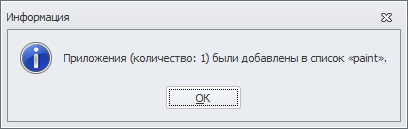 Информация
Приложения (количество: 1) были добавлены в список «paint».
OK